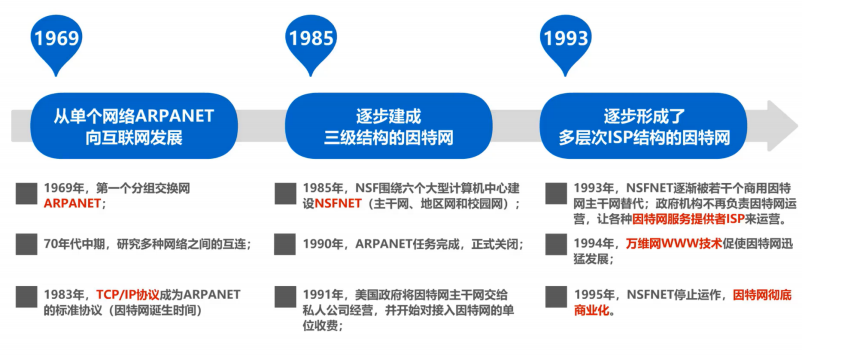 1969
1985
1993
从单个网络ARPANET
向互联网发展
逐步建成
三级结构的因特网
逐步形成了
多层次ISP结构的因特网
1969年，第一个分组交换网
ARPANET；
70年代中期，研究多种网络之间的互连；
1983年，TCP/IP协议成为ARPANET
的标准协议（因特网诞生时间）
1985年，NSF围绕六个大型计算机中心建
设NSFNET（主干网、地区网和校园网）；
1990年，ARPANET任务完成，正式关闭；
1991年，美国政府将因特网主干网交给
私人公司经营，并开始对接入因特网的单
位收费；
1993年，NSFNET逐渐被若干个商用因特
网主干网替代；政府机构不再负责因特网运
营，让各种因特网服务提供者ISP来运营。
1994年，万维网WWW技术促使因特网迅
猛发展；
1995年，NSFNET停止运作，因特网彻底
商业化。